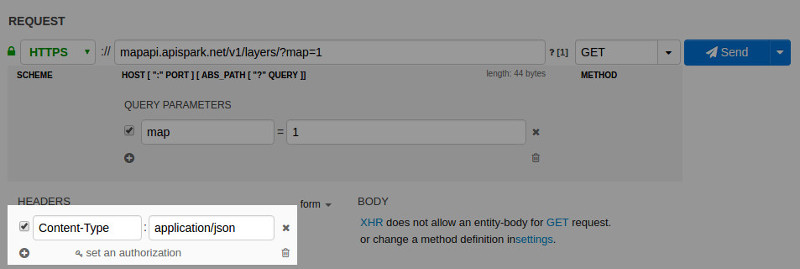 REQUEST
HTTPS :// mapapi.apispark.net/v1/layers/?map=1 ? [1] GET Send
SCHEME HOST [ ":" PORT ] [ ABS_PATH [ "?" QUERY ]] length: 44 bytes METHOD
QUERY PARAMETERS
map = 1
HEADERS form BODY
Content-Type : application/json XHR does not allow an entity-body for GET request.
set an authorization or change a method definition insettings.